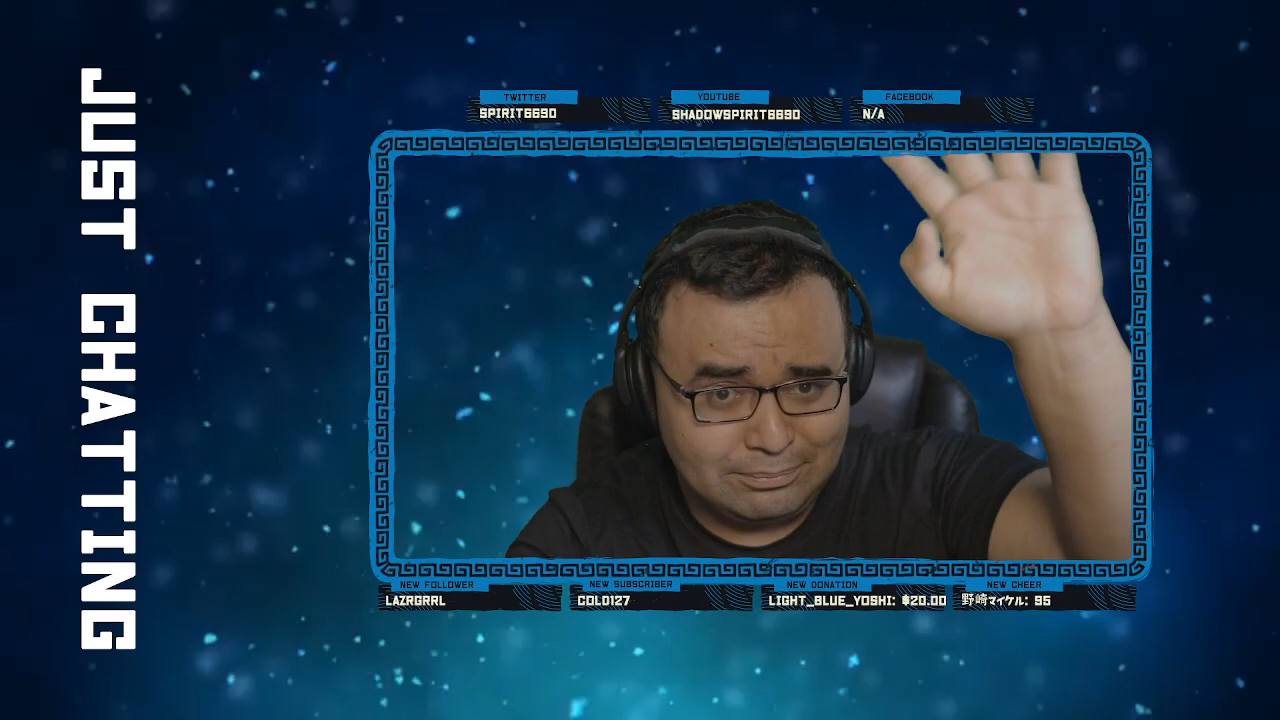 JUST CHATTING
TWITTER
SPIRIT6690
YOUTUBE
SHADOWSPIRIT6690
FACEBOOK
N/A
NEW FOLLOWER
LAZRGRRL
NEW SUBSCRIBER
COLD127
NEW DONATION
LIGHT_BLUE_YOSHI: $20.00
NEW CHEER
野崎マイケル: 95